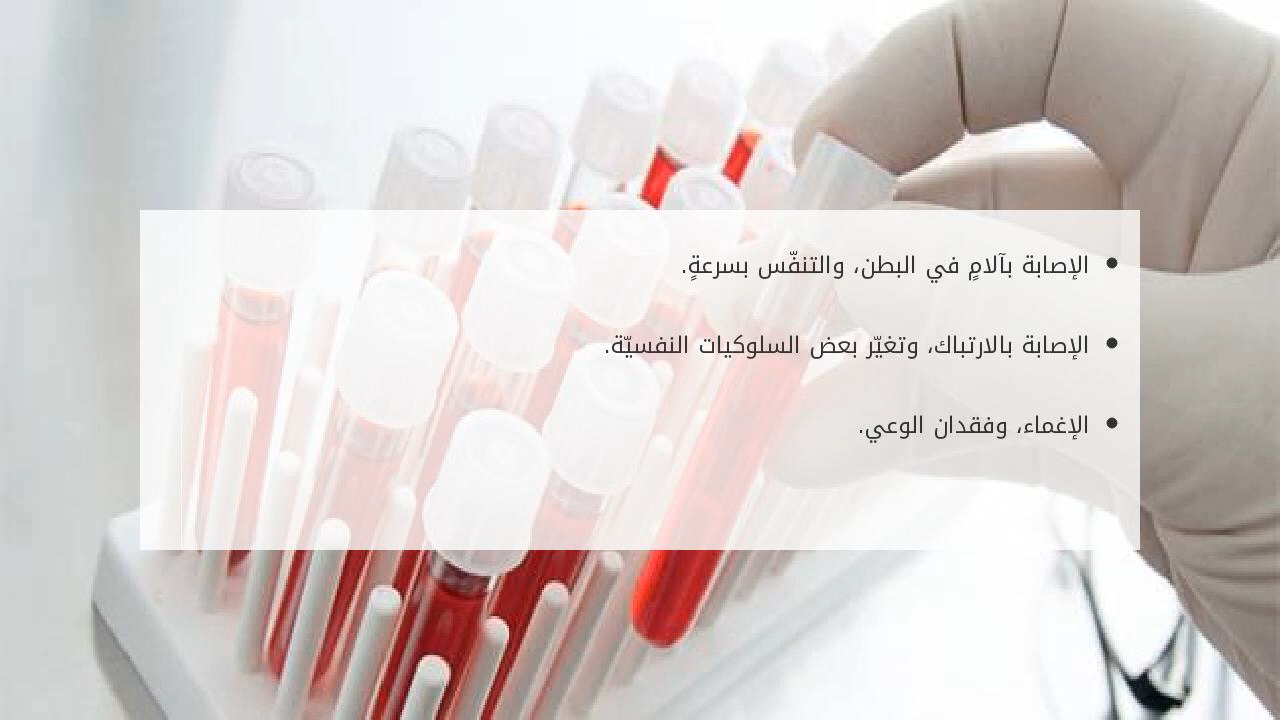 • الإصابة بآلامٍ في البطن، والتنفّس بسرعةٍ.
• الإصابة بالارتباك، وتغيّر بعض السلوكيات النفسيّة.
• الإغماء، وفقدان الوعي.